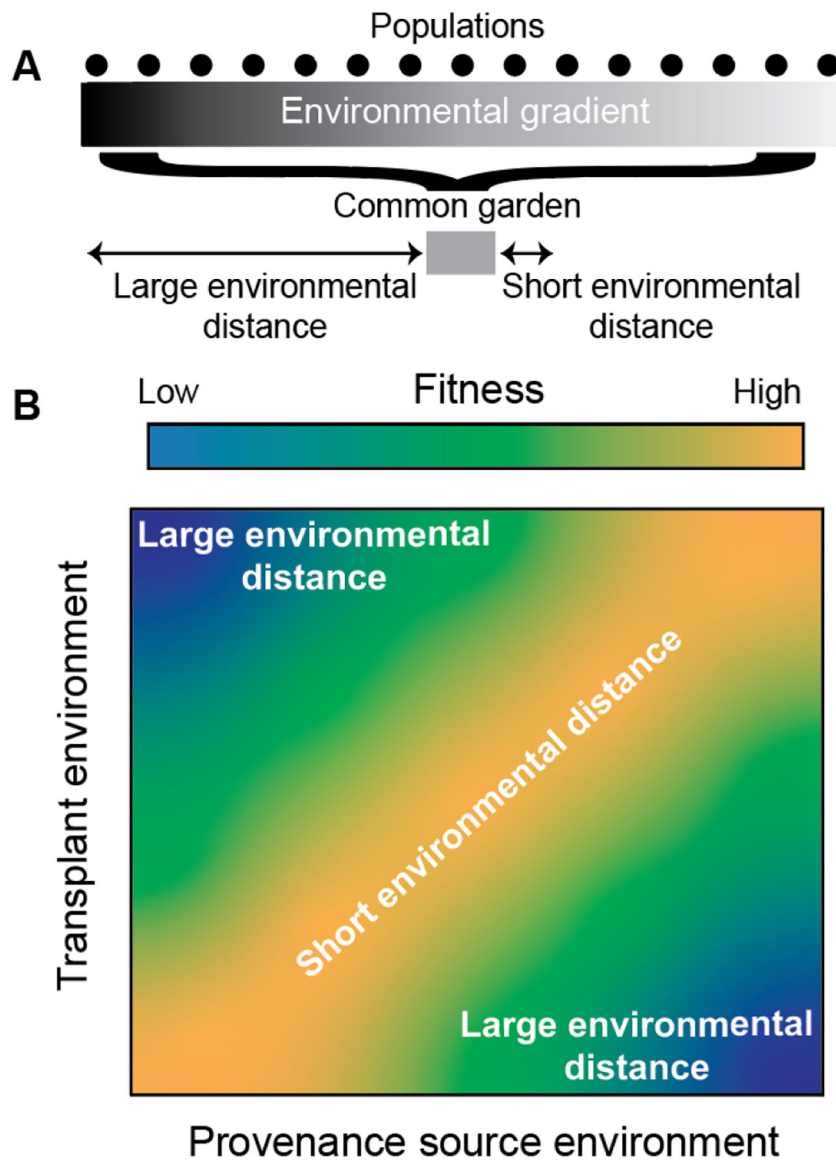 Populations
A
Environmental gradient
Common garden
Large environmental
distance
Short environmental
distance
B
Low
Fitness
High
Large environmental
distance
Short environmental distance
Large environmental
distance
Transplant environment
Provenance source environment